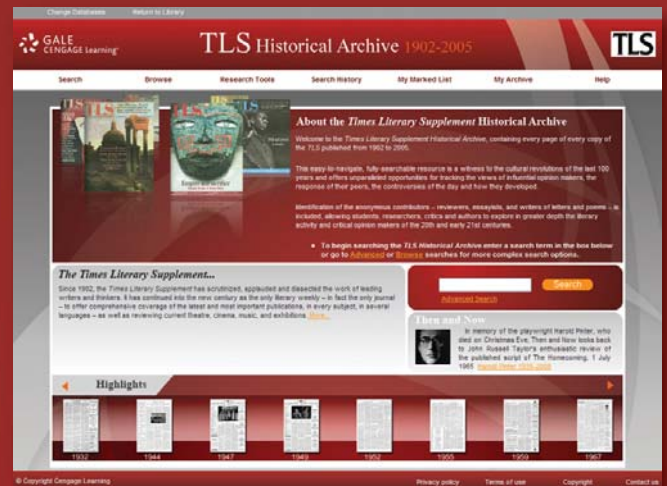 Change Databases Return to Library
GALE
CENGAGE Learning
TLS Historical Archive 1902-2005
TLS
Search Browse Research Tools Search History My Marked List My Archive Help
TLS
About the Times Literary Supplement Historical Archive
Welcome to the Times Literary Supplement Historical Archive, containing every page of every copy of
the TLS published from 1902 to 2005.
This easy-to-navigate, fully-searchable resource is a witness to the cultural revolutions of the last 100
years and offers unparalleled opportunities for tracking the views of influential opinion makers, the
response of their peers, the controversies of the day and how they developed.
Identification of the anonymous contributors – reviewers, essayists, and writers of letters and poems – is
included, allowing students, researchers, critics and authors to explore in greater depth the literary
activity and critical opinion makers of the 20th and early 21st centuries.
• To begin searching the TLS Historical Archive enter a search term in the box below
or go to Advanced or Browse searches for more complex search options.
The Times Literary Supplement...
Since 1902, the Times Literary Supplement has scrutinized, applauded and dissected the work of leading
writers and thinkers. It has continued into the new century as the only literary weekly – in fact the only journal
– to offer comprehensive coverage of the latest and most important publications, in every subject, in several
languages – as well as reviewing current theatre, cinema, music, and exhibitions. More...
Search
Advanced Search
Then and Now
In memory of the playwright Harold Pinter, who
died on Christmas Eve, Then and Now looks back
to John Russell Taylor's enthusiastic review of
the published script of The Homecoming, 1 July
1965
Highlights
1932 1944 1947 1949 1952 1955 1959 1967
© Copyright Cengage Learning Privacy policy Terms of use Copyright Contact us